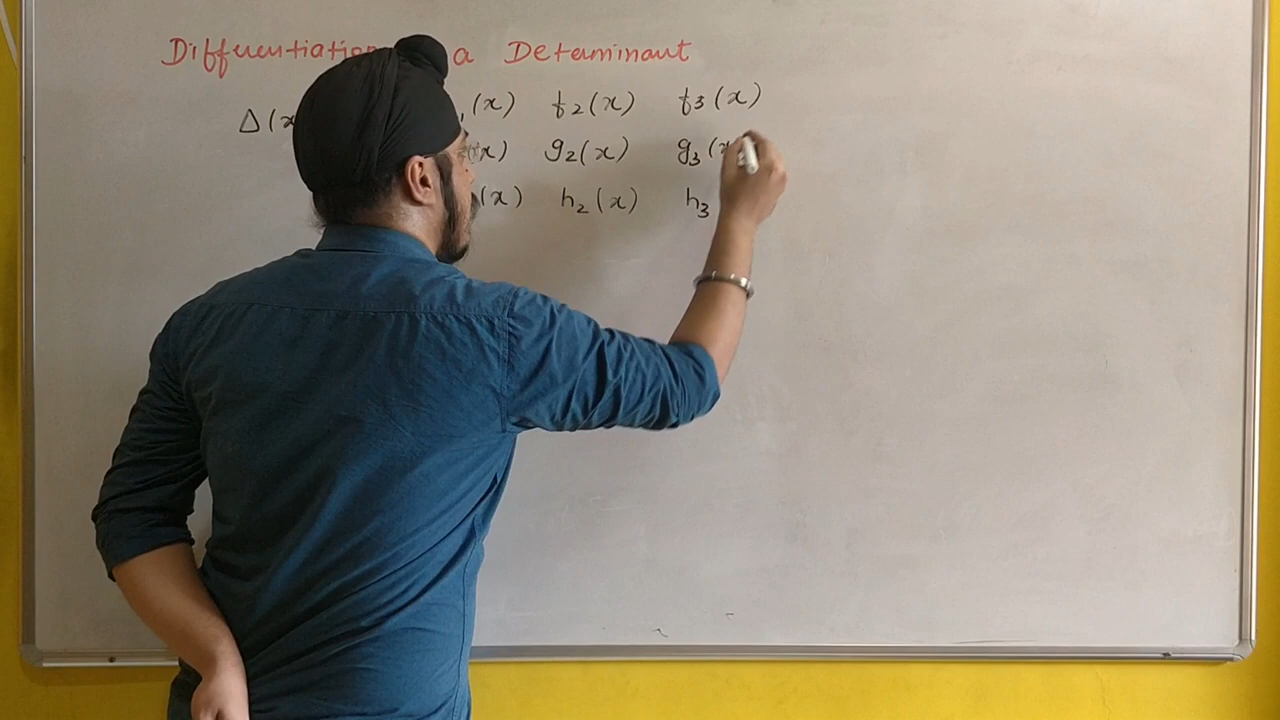 Differentiation a Determinant
Δ(x (x) f2(x) f3(x)
x) g2(x) g3(x
(x) h2(x) h3